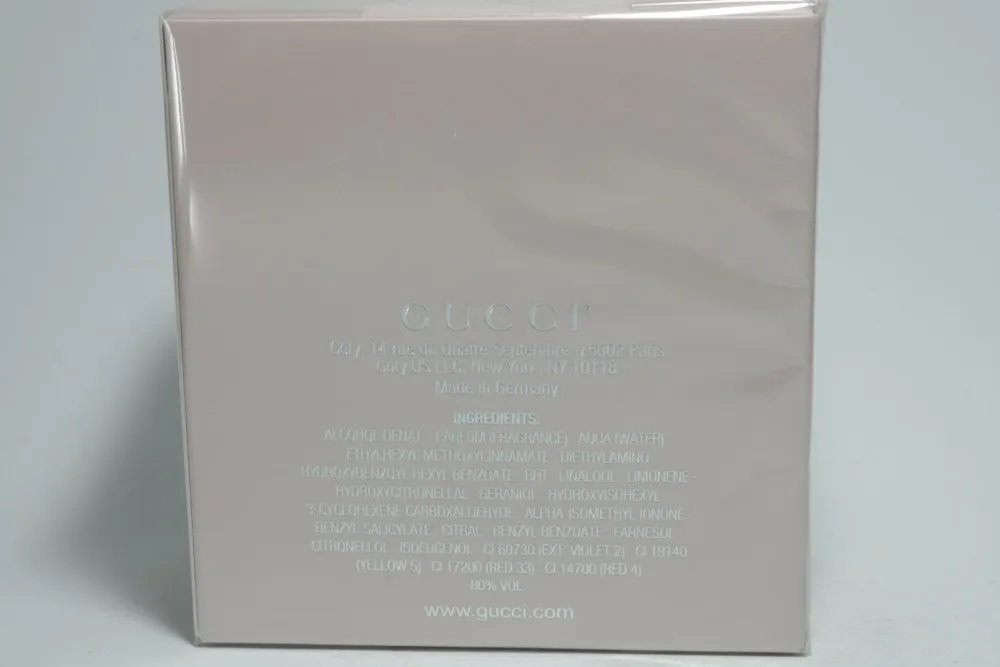 GUCCI
Coty, 14 rue du Quatre Septembre, 75002 Paris
Coty US LLC, New York, NY 10118
Made in Germany
INGREDIENTS:
ALCOHOL DENAT · PARFUM (FRAGRANCE) · AQUA (WATER)
ETHYLHEXYL METHOXYCINNAMATE · DIETHYLAMINO
HYDROXYBENZOYL HEXYL BENZOATE · BHT · LINALOOL · LIMONENE ·
HYDROXYCITRONELLAL · GERANIOL · HYDROXYISOHEXYL
3-CYCLOHEXENE CARBOXALDEHYDE · ALPHA-ISOMETHYL IONONE ·
BENZYL SALICYLATE · CITRAL · BENZYL BENZOATE · FARNESOL
CITRONELLOL · ISOEUGENOL · CI 60730 (EXT. VIOLET 2) · CI 19140
(YELLOW 5) · CI 17200 (RED 33) · CI 14700 (RED 4)
80% VOL
www.gucci.com